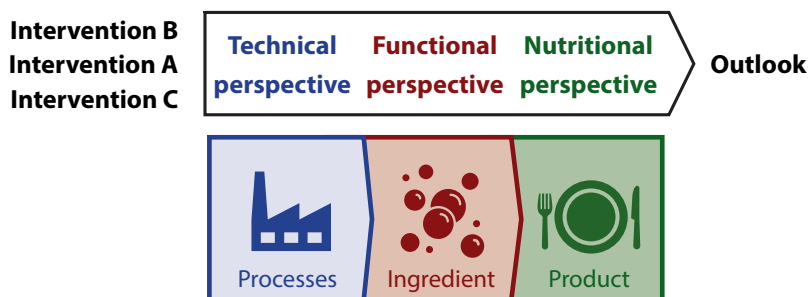 Intervention B
Intervention A
Intervention C
Technical perspective
Functional perspective
Nutritional perspective
Outlook
Processes
Ingredient
Product